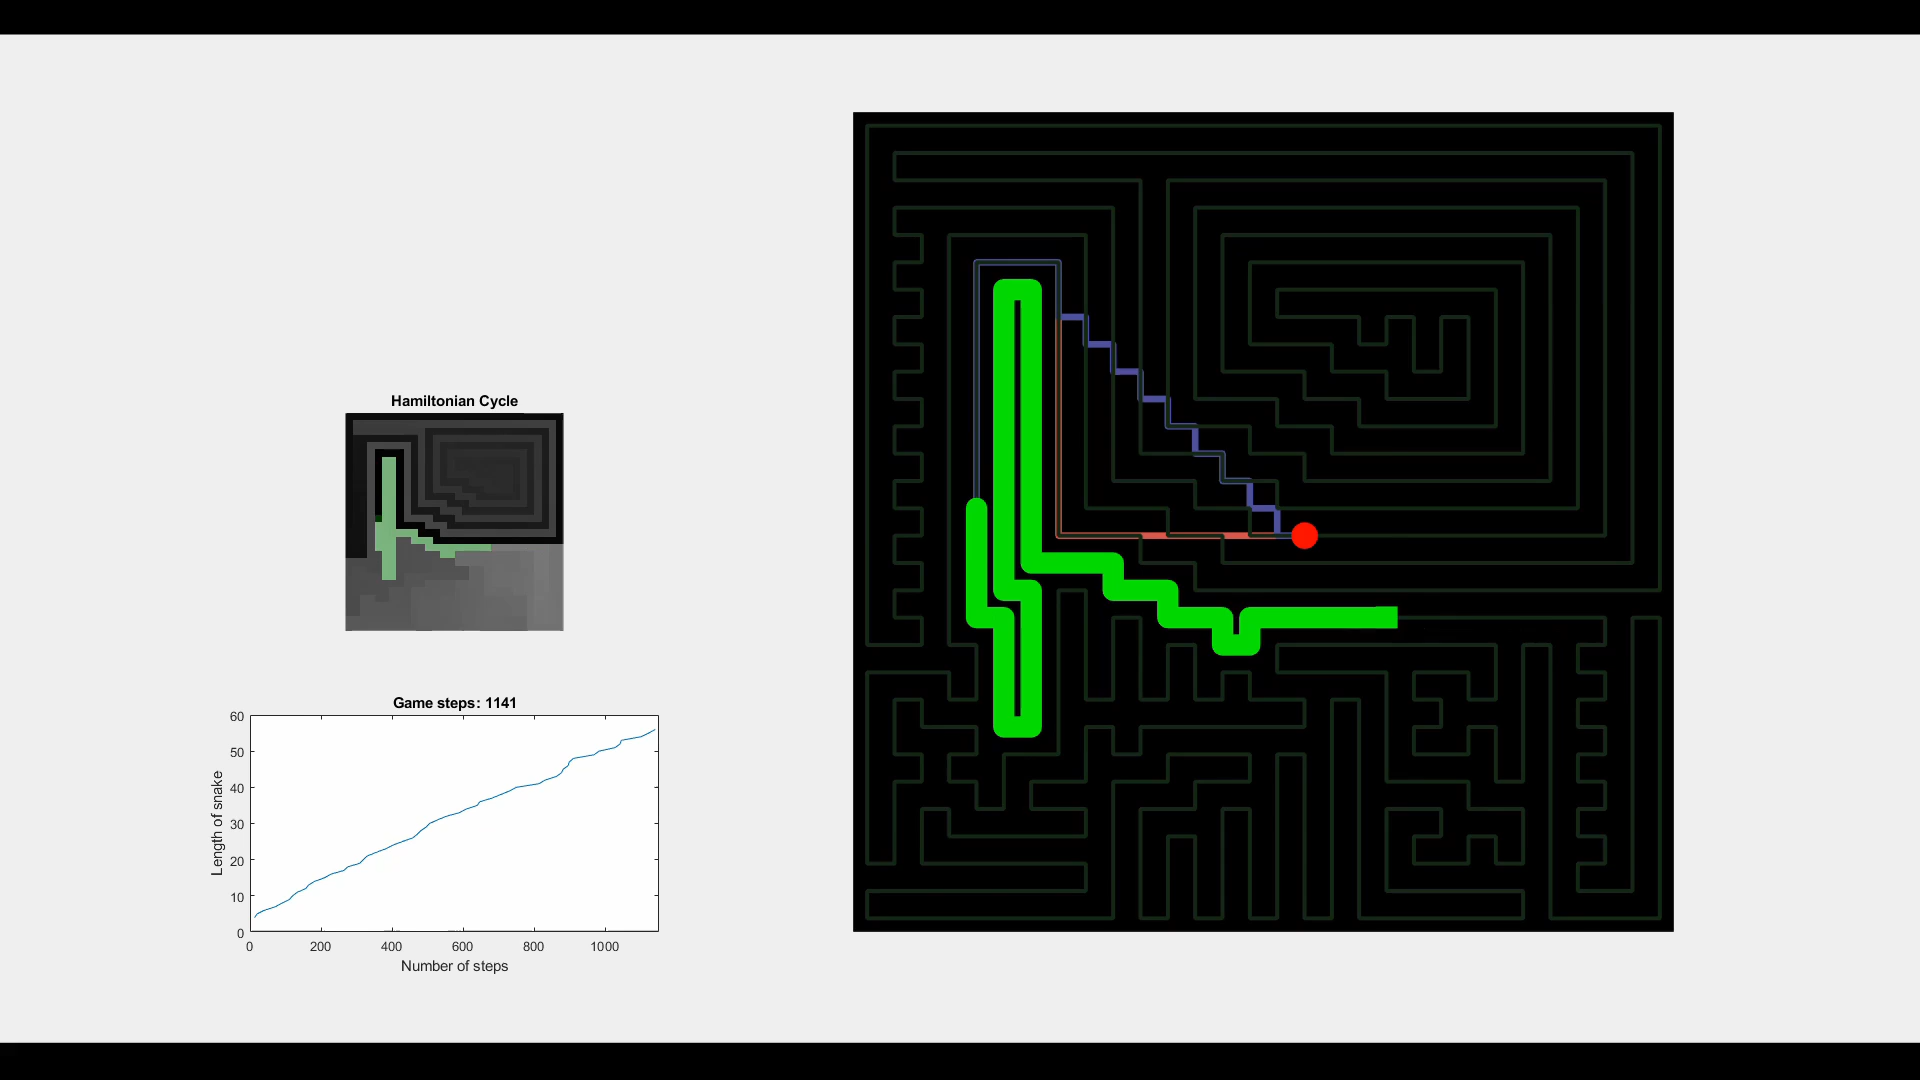 Hamiltonian Cycle
Game steps: 1141
60
50
40
30
20
10
0
Length of snake
0 200 400 600 800 1000
Number of steps